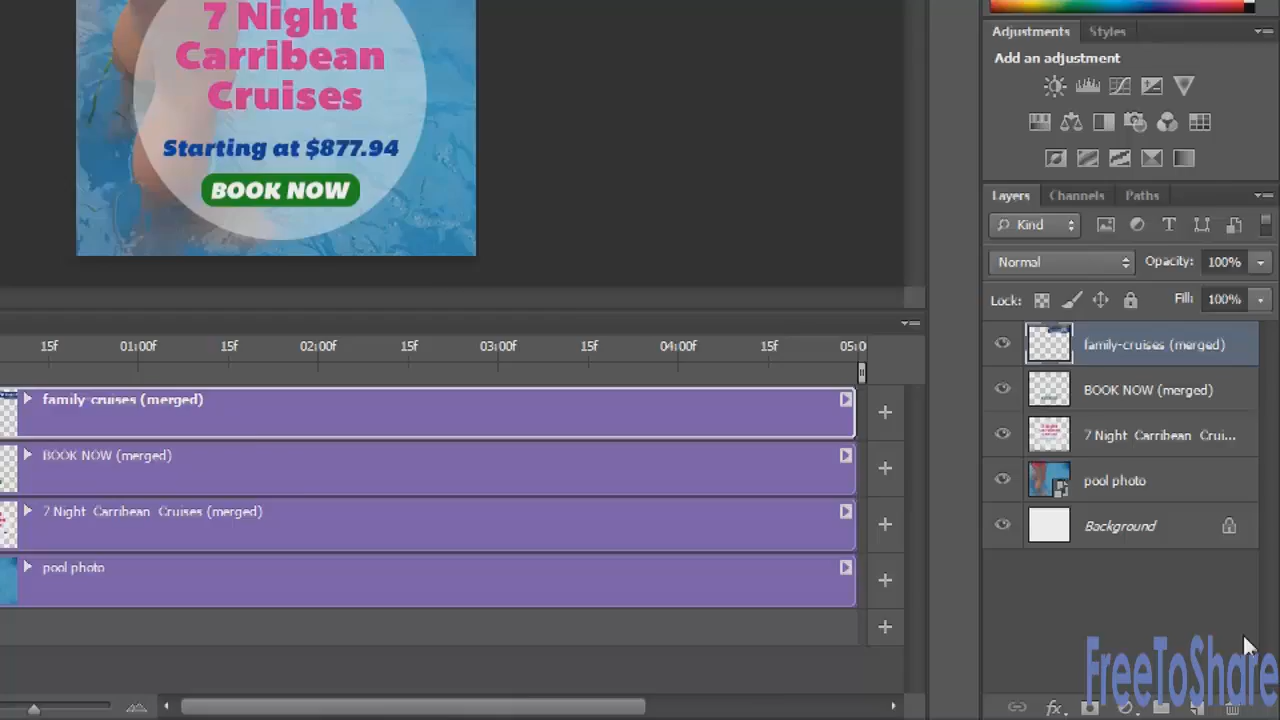 7 Night
Carribean
Cruises
Starting at $877.94
BOOK NOW
Adjustments Styles
Add an adjustment
Layers Channels Paths
Kind
Normal Opacity: 100%
Lock: Fill: 100%
family-cruises (merged)
BOOK NOW (merged)
7 Night Carribean Crui...
pool photo
Background
15f 01:00f 15f 02:00f 15f 03:00f 15f 04:00f 15f 05:0
family-cruises (merged)
BOOK NOW (merged)
7 Night Carribean Cruises (merged)
pool photo
fx
FreeToShare